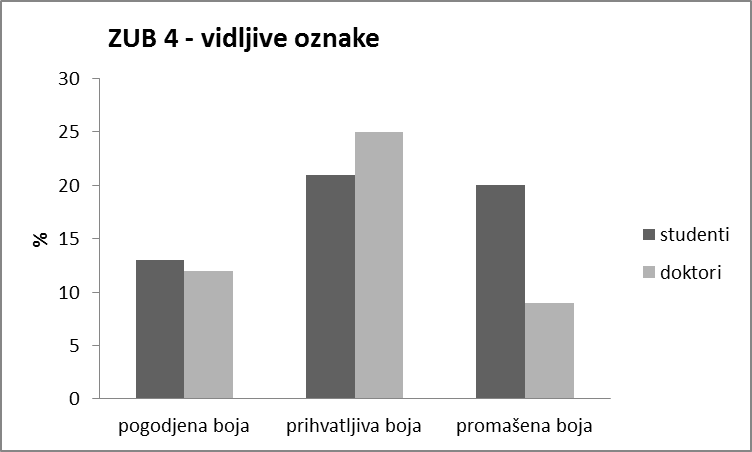 ZUB 4 - vidljive oznake
30
25
20
15
10
5
0
%
pogodjena boja
prihvatljiva boja
promašena boja
studenti
doktori